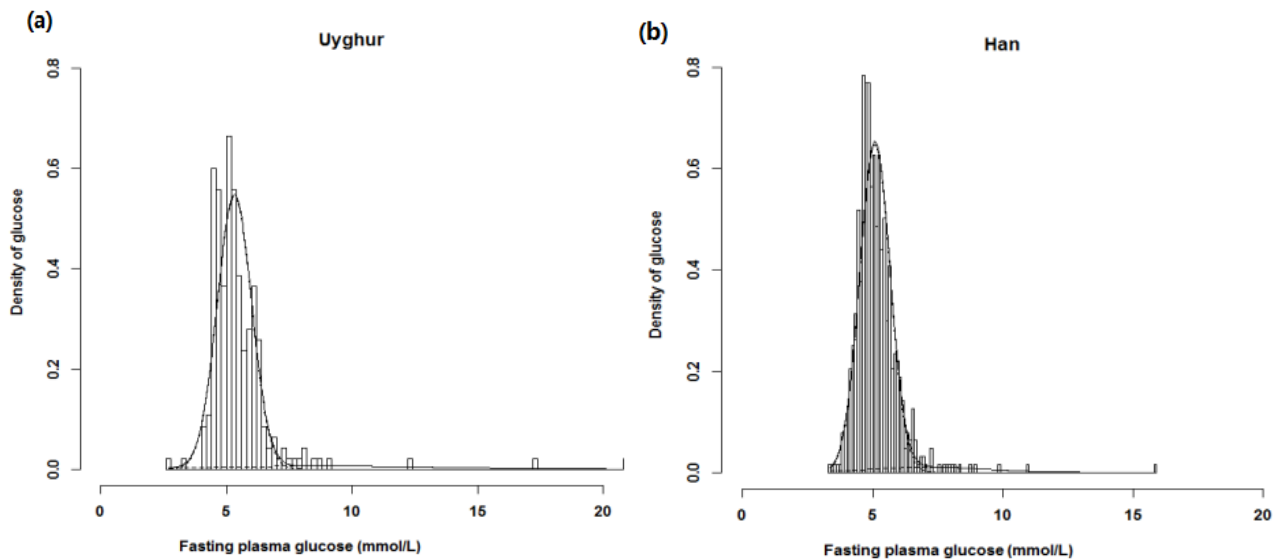 (a)
Uyghur
Density of glucose
0.8
0.6
0.4
0.2
0.0
0 5 10 15 20
Fasting plasma glucose (mmol/L)
(b)
Han
Density of glucose
0.8
0.6
0.4
0.2
0.0
0 5 10 15 20
Fasting plasma glucose (mmol/L)